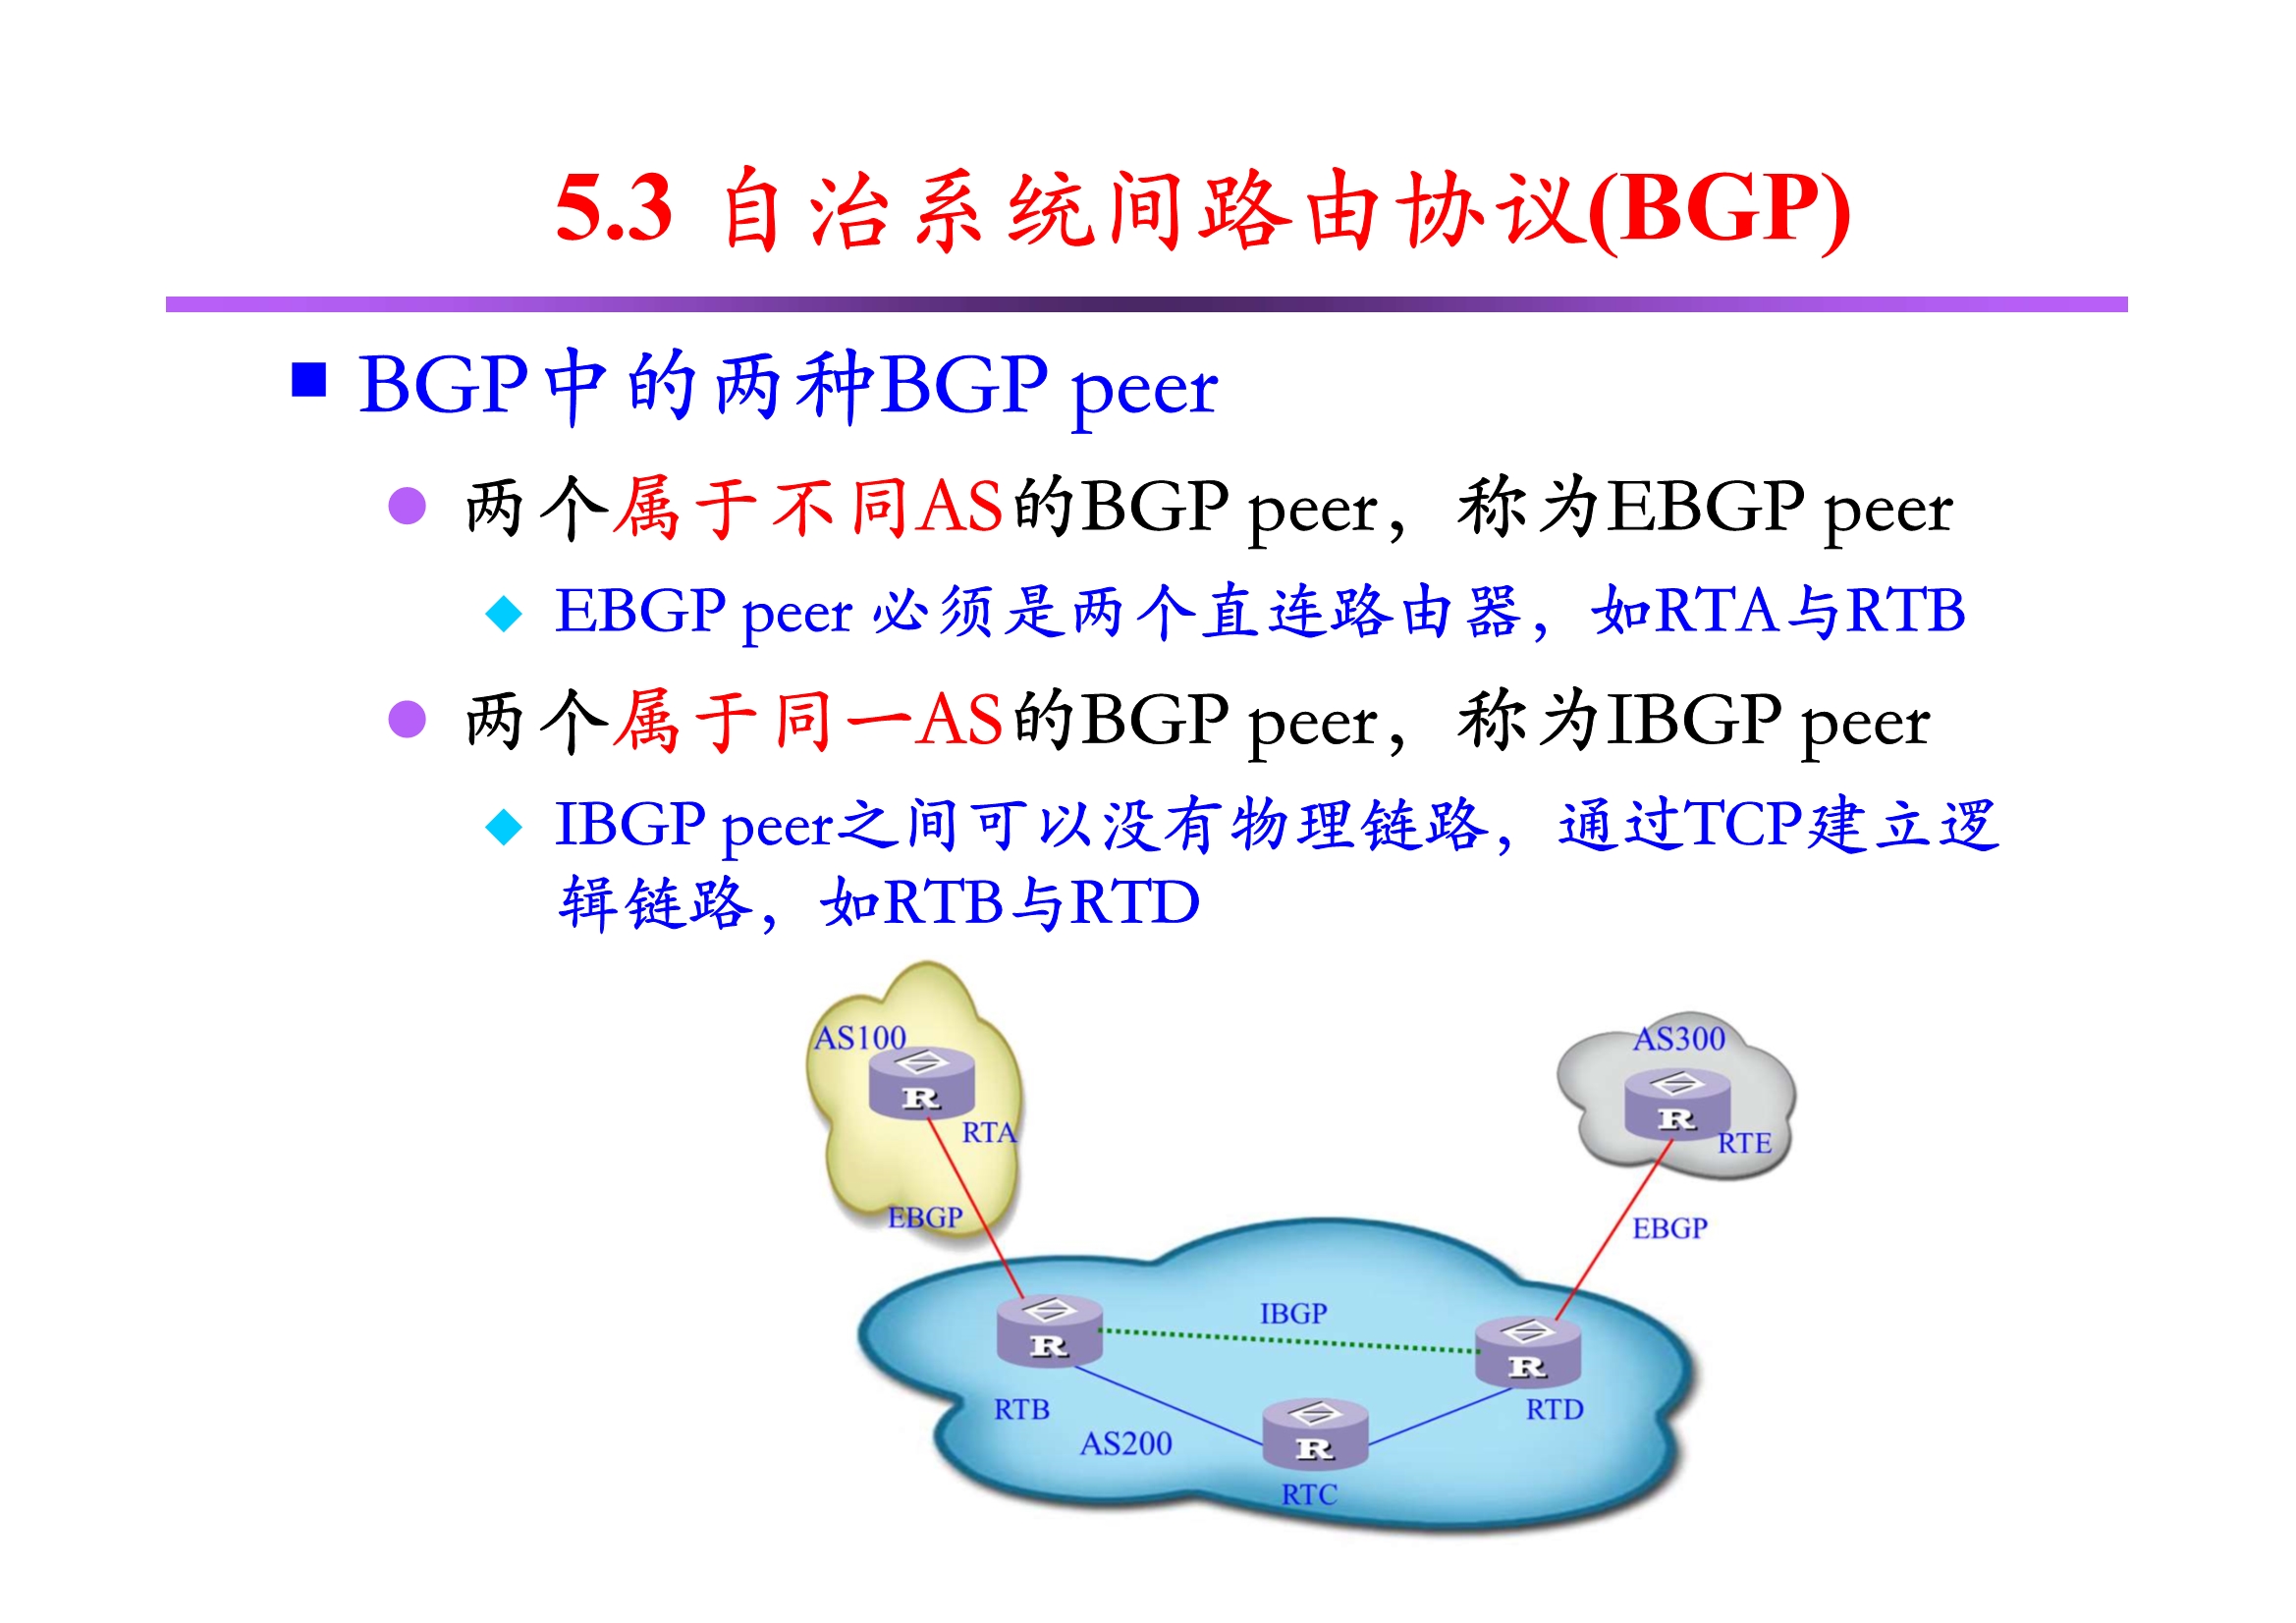 5.3 自治系统间路由协议(BGP)
BGP中的两种BGP peer
两个属于不同AS的BGP peer，称为EBGP peer
EBGP peer 必须是两个直连路由器，如RTA与RTB
两个属于同一AS的BGP peer，称为IBGP peer
IBGP peer之间可以没有物理链路，通过TCP建立逻
辑链路，如RTB与RTD
AS100
R
RTA
EBGP
AS300
R
RTE
EBGP
IBGP
R
RTB
R
RTD
AS200
R
RTC